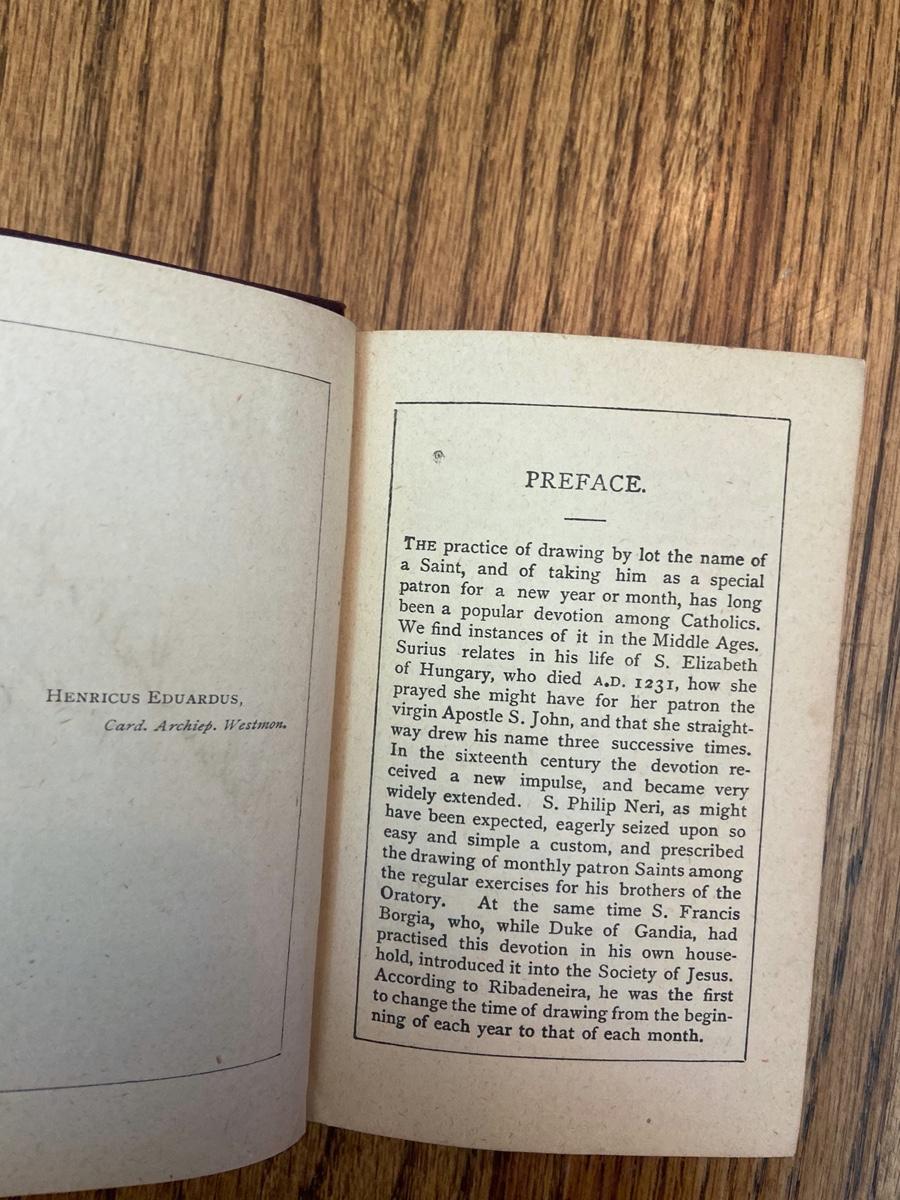 HENRICUS EDUARDUS,
Card. Archiep. Westmon.
PREFACE.
THE practice of drawing by lot the name of
a Saint, and of taking him as a special
patron for a new year or month, has long
been a popular devotion among Catholics.
We find instances of it in the Middle Ages.
Surius relates in his life of S. Elizabeth
of Hungary, who died A.D. 1231, how she
prayed she might have for her patron the
virgin Apostle S. John, and that she straight-
way drew his name three successive times.
In the sixteenth century the devotion re-
ceived a new impulse, and became very
widely extended. S. Philip Neri, as might
have been expected, eagerly seized upon so
easy and simple a custom, and prescribed
the drawing of monthly patron Saints among
the regular exercises for his brothers of the
Oratory. At the same time S. Francis
Borgia, who, while Duke of Gandia, had
practised this devotion in his own house-
hold, introduced it into the Society of Jesus.
According to Ribadeneira, he was the first
to change the time of drawing from the begin-
ning of each year to that of each month.